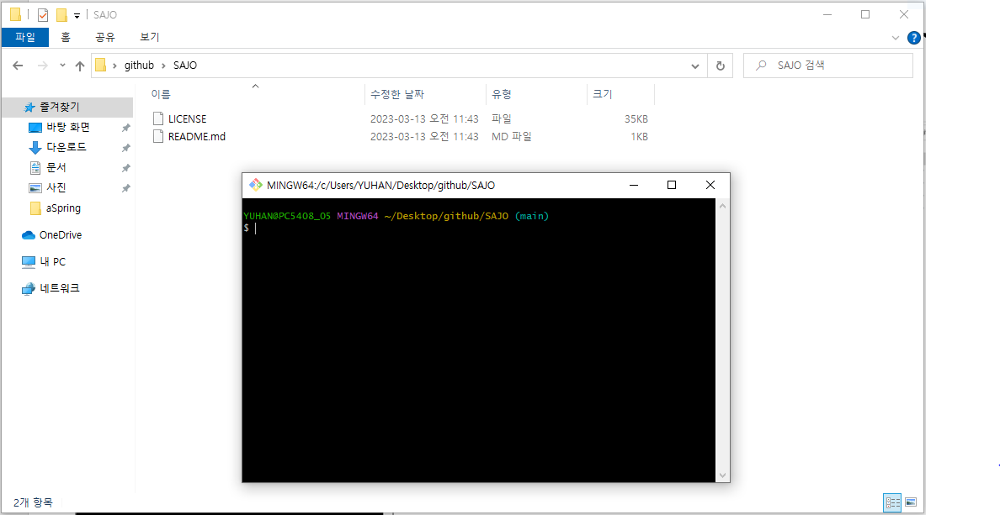 SAJO
파일 홈 공유 보기
github SAJO
SAJO 검색
이름 수정한 날짜 유형 크기
즐겨찾기
바탕 화면
다운로드
문서
사진
aSpring
OneDrive
내 PC
네트워크
LICENSE 2023-03-13 오전 11:43 파일 35KB
README.md 2023-03-13 오전 11:43 MD 파일 1KB
MINGW64:/c/Users/YUHAN/Desktop/github/SAJO
YUHAN@PC5408_05 MINGW64 ~/Desktop/github/SAJO (main)
$
2개 항목